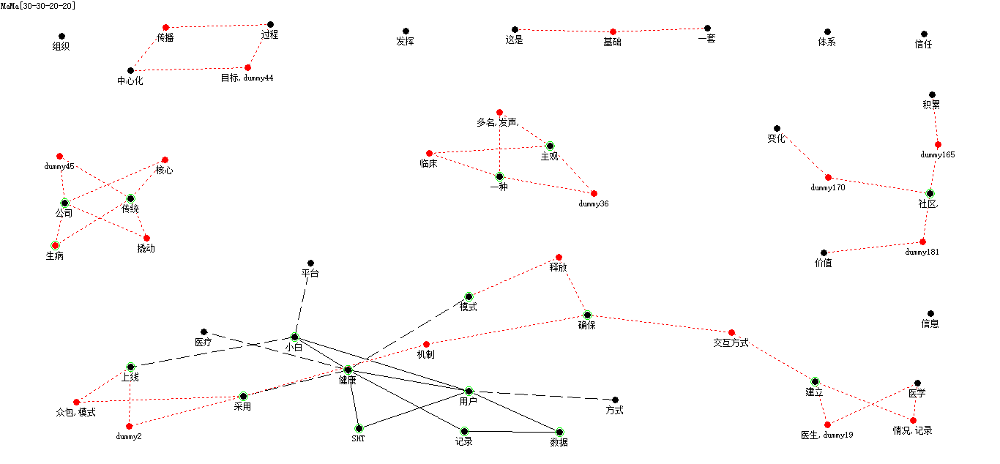 MaMa[30-30-20-20]
组织
传播
过程
中心化
目标,dummy44
发挥
这是
基础
一套
体系
信任
积累
变化
dummy165
dummy170
社区,
价值
dummy181
多名,发声,
主观
临床
一种
dummy36
dummy45
核心
公司
传统
生病
撬动
平台
模式
释放
确保
信息
医疗
小白
机制
交互方式
上线
健康
采用
用户
方式
众包,模式
dummy2
SHT
记录
数据
建立
医学
医生,dummy19
情况,记录